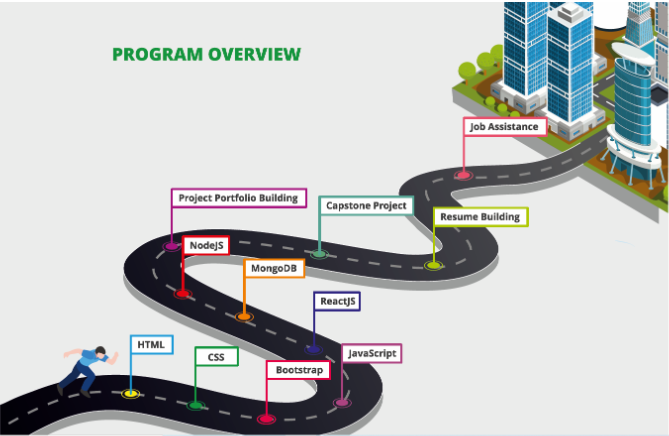 PROGRAM OVERVIEW
Job Assistance
Project Portfolio Building
Capstone Project
Resume Building
NodeJS
MongoDB
ReactJS
HTML
CSS
JavaScript
Bootstrap